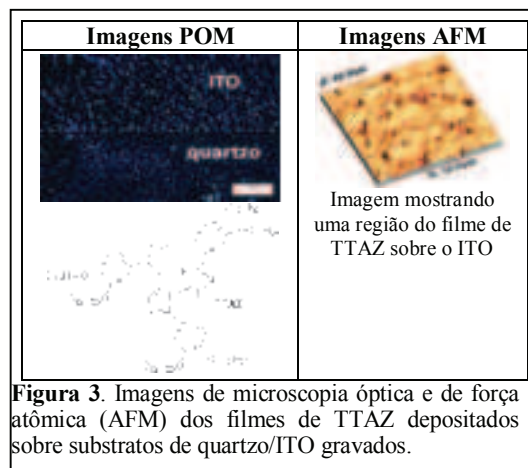 Imagens POM
Imagens AFM
ITO
quartzo
Imagem mostrando
uma região do filme de
TTAZ sobre o ITO
Figura 3. Imagens de microscopia óptica e de força
atômica (AFM) dos filmes de TTAZ depositados
sobre substratos de quartzo/ITO gravados.